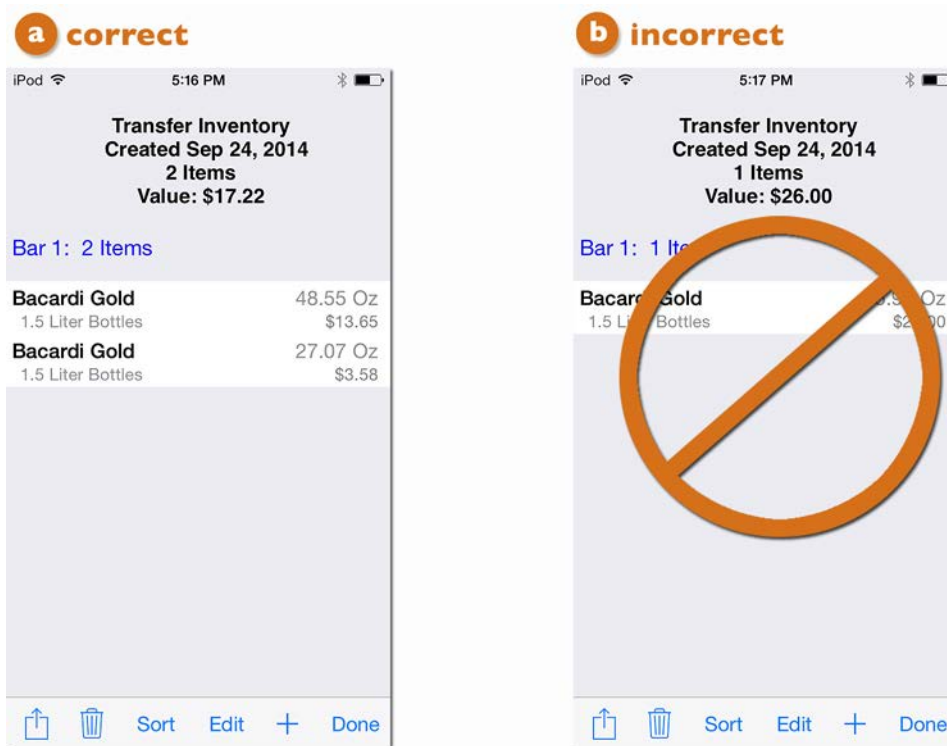 a correct
iPod 5:16 PM
Transfer Inventory
Created Sep 24, 2014
2 Items
Value: $17.22
Bar 1: 2 Items
Bacardi Gold 48.55 Oz
1.5 Liter Bottles $13.65
Bacardi Gold 27.07 Oz
1.5 Liter Bottles $3.58
Sort Edit + Done
b incorrect
iPod 5:17 PM
Transfer Inventory
Created Sep 24, 2014
1 Items
Value: $26.00
Bar 1: 1
Gold Oz
1.5 Bottles
Sort Edit + Done